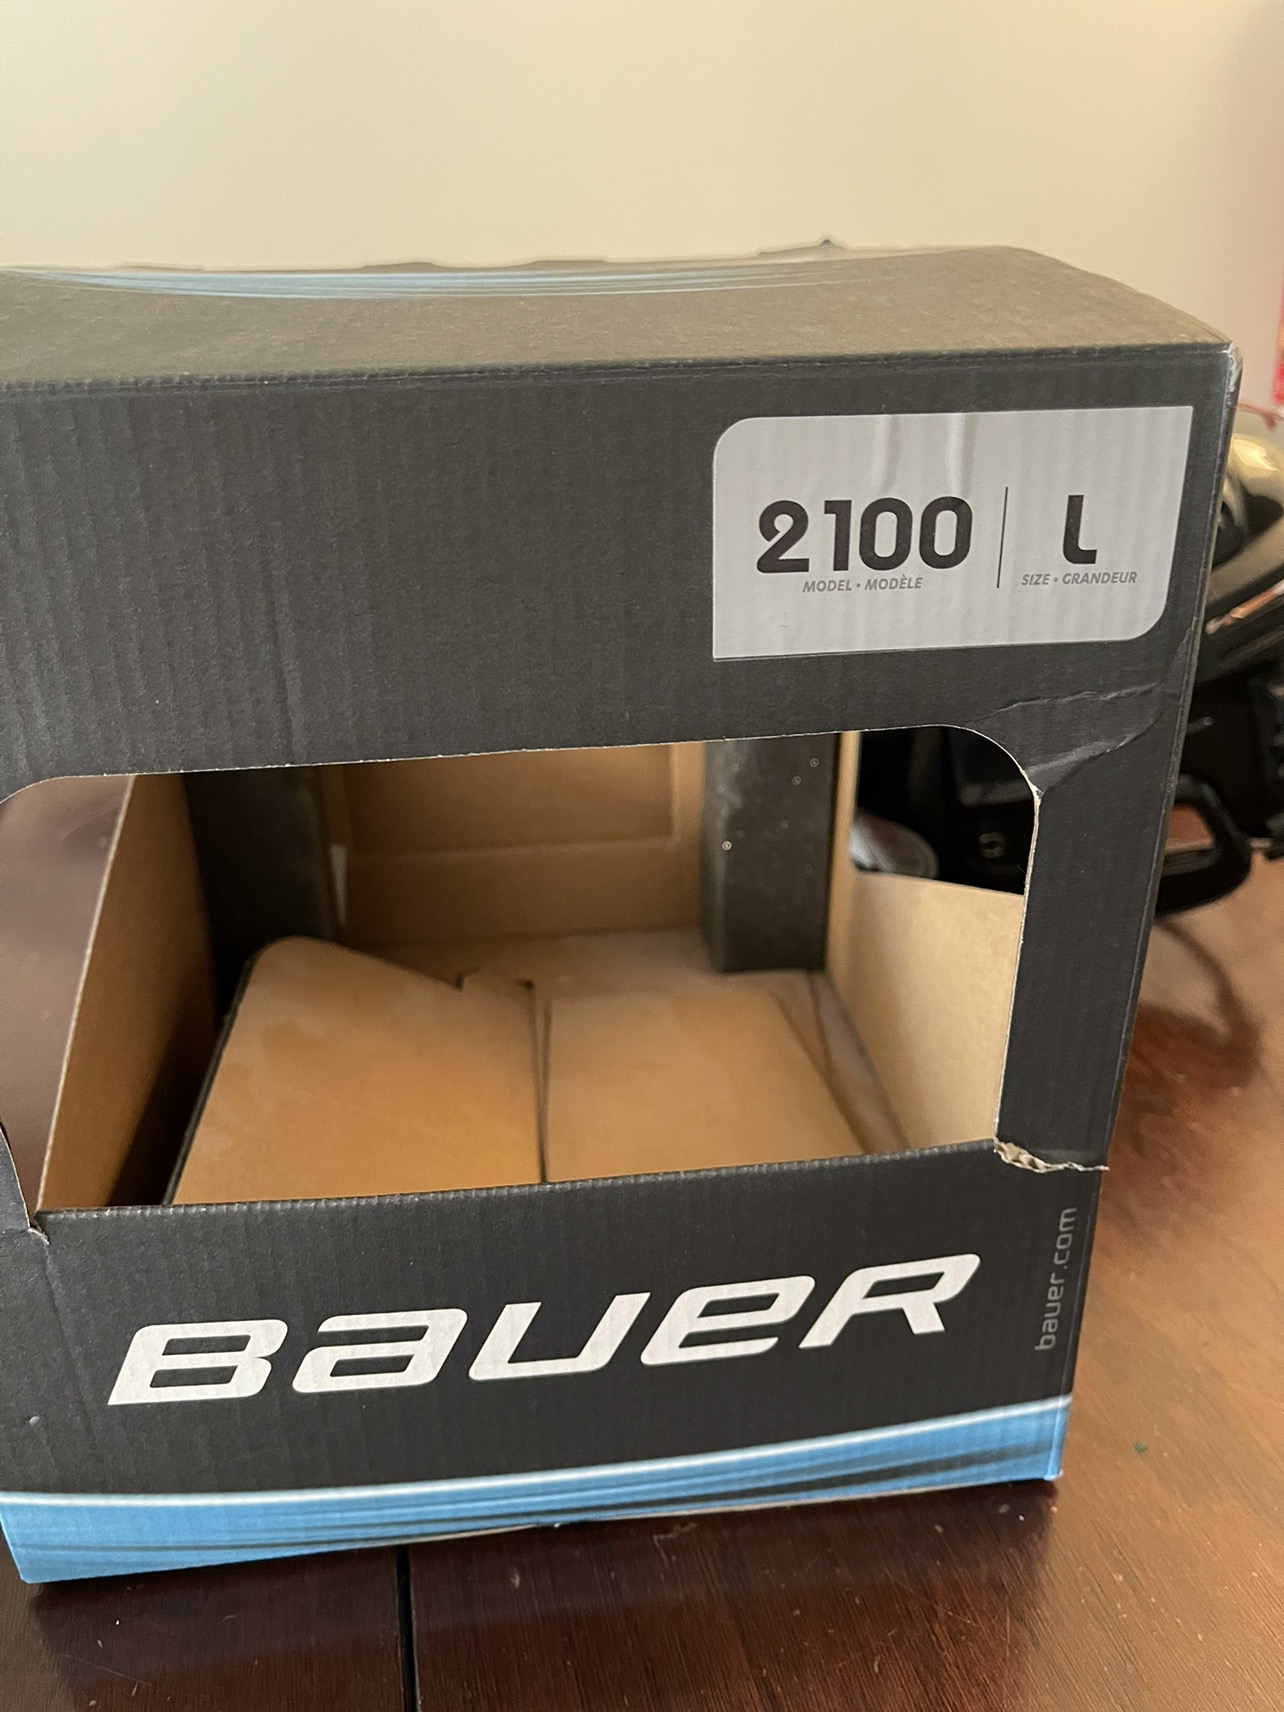 2100
MODEL • MODÈLE
L
SIZE • GRANDEUR
BAUER
bauer.com